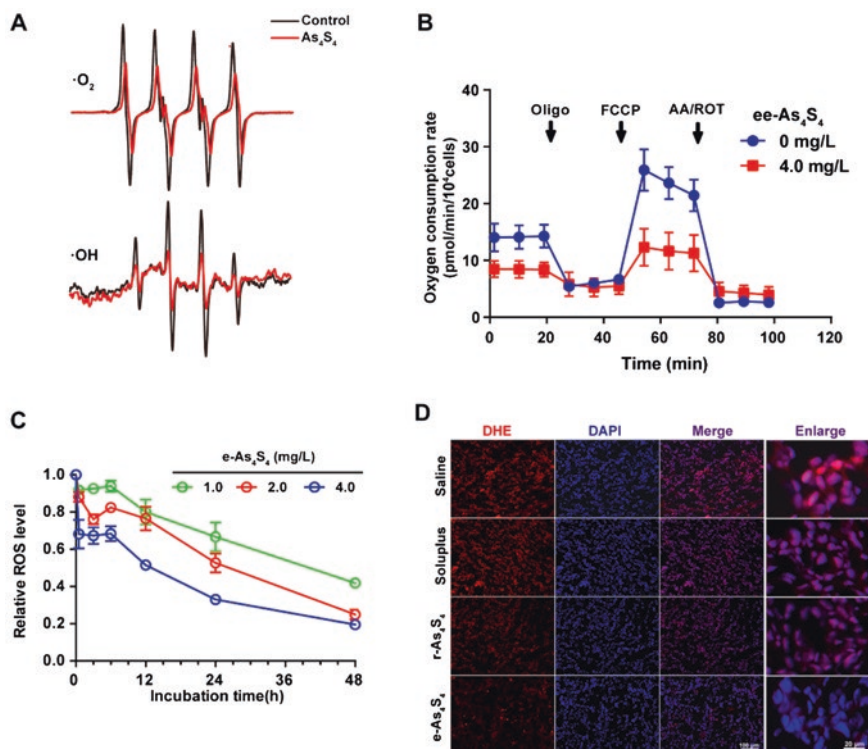 A
Control
As4S4
·O2
·OH
B
Oxygen consumption rate
(pmol/min/10⁴cells)
40
30
20
10
0
Oligo
FCCP
AA/ROT
ee-As4S4
0 mg/L
4.0 mg/L
0
20
40
60
80
100
120
Time (min)
C
e-As4S4 (mg/L)
1.0
2.0
4.0
Relative ROS level
1.0
0.8
0.6
0.4
0.2
0.0
0
12
24
36
48
Incubation time(h)
D
DHE
DAPI
Merge
Enlarge
Saline
Soluplus
r-As4S4
e-As4S4